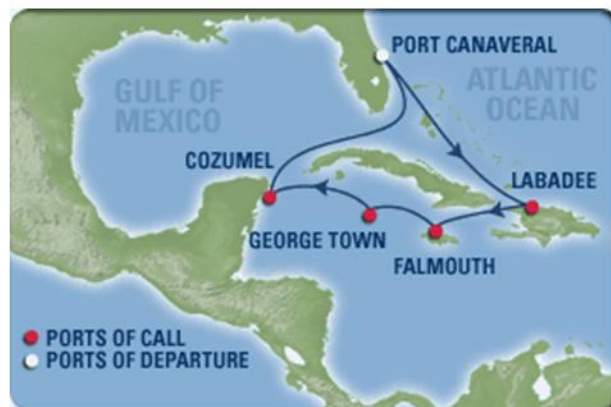 PORT CANAVERAL
GULF OF
MEXICO
ATLANTIC
OCEAN
COZUMEL
LABADEE
GEORGE TOWN
FALMOUTH
PORTS OF CALL
PORTS OF DEPARTURE